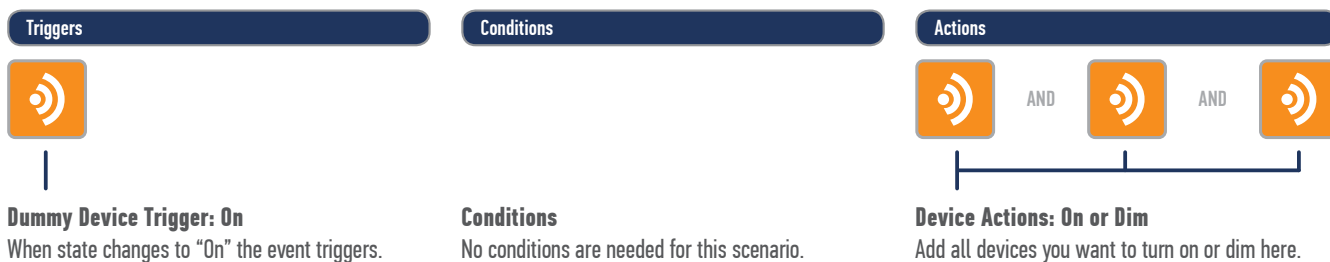 Triggers
Conditions
Actions
AND
AND
Dummy Device Trigger: On
When state changes to “On” the event triggers.
Conditions
No conditions are needed for this scenario.
Device Actions: On or Dim
Add all devices you want to turn on or dim here.